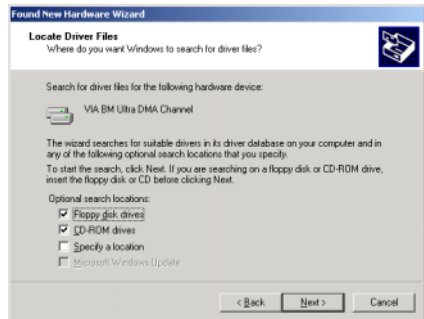 Found New Hardware Wizard
Locate Driver Files
Where do you want Windows to search for driver files?
Search for driver files for the following hardware device:
VIA BM Ultra DMA Channel
The wizard searches for suitable drivers in its driver database on your computer and in
any of the following optional search locations that you specify.
To start the search, click Next. If you are searching on a floppy disk or CD-ROM drive,
insert the floppy disk or CD before clicking Next.
Optional search locations:
Floppy disk drives
CD-ROM drives
Specify a location
Microsoft Windows Update
< Back Next > Cancel